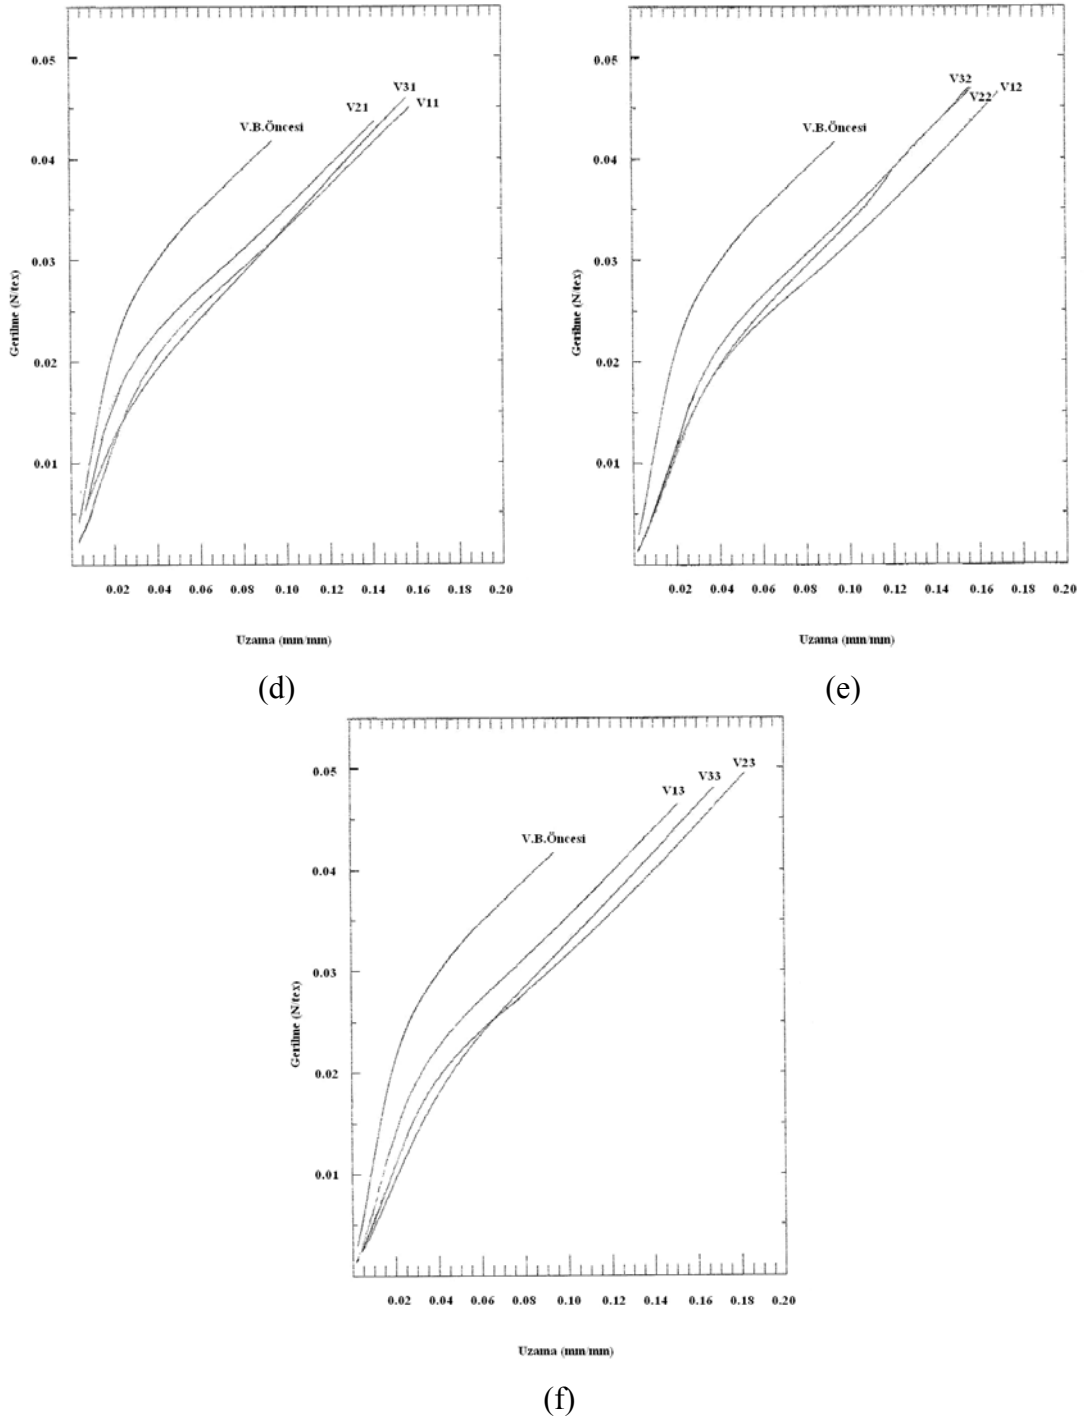 0.05
0.04
0.03
0.02
0.01
Gerilme (N/tex)
V.B.Öncesi
V21
V31
V11
0.02 0.04 0.06 0.08 0.10 0.12 0.14 0.16 0.18 0.20
Uzama (mm/mm)
(d)
0.05
0.04
0.03
0.02
0.01
Gerilme (N/tex)
V.B.Öncesi
V32
V22
V12
0.02 0.04 0.06 0.08 0.10 0.12 0.14 0.16 0.18 0.20
Uzama (mm/mm)
(e)
0.05
0.04
0.03
0.02
0.01
Gerilme (N/tex)
V.B.Öncesi
V13
V33
V23
0.02 0.04 0.06 0.08 0.10 0.12 0.14 0.16 0.18 0.20
Uzama (mm/mm)
(f)